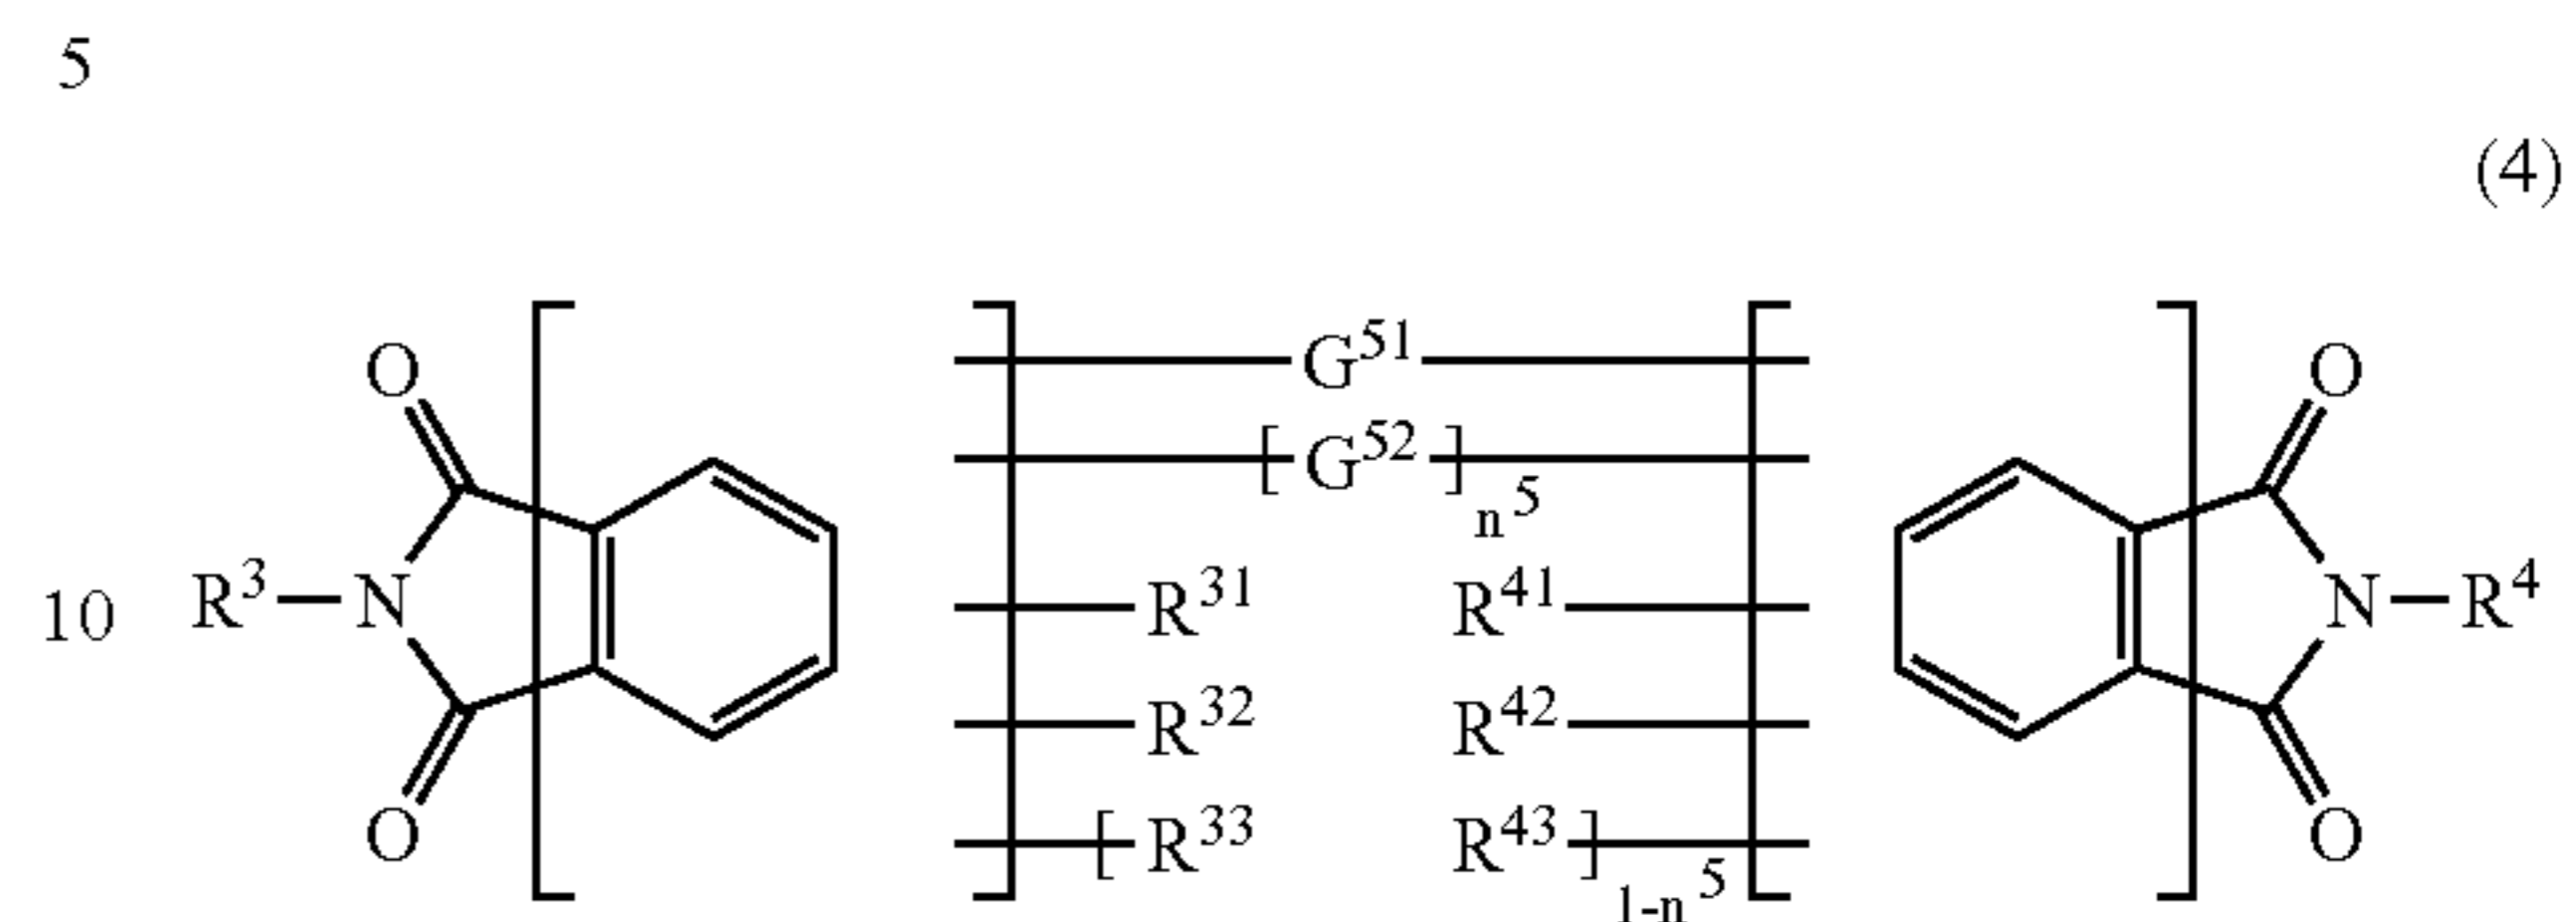 5
(4)
O G⁵¹ O
[G⁵²]n⁵
10 R³—N R³¹ R⁴¹ N—R⁴
R³² R⁴²
O [R³³ R⁴³]1-n⁵ O